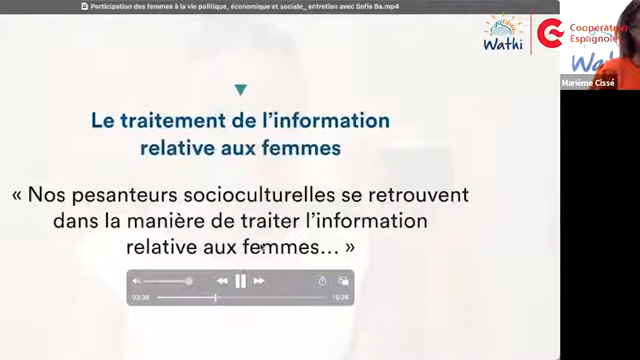 Participation des femmes à la vie politique, économique et sociale_ entretien avec Sofia Ba.mp4
Wathi
Coopération
Espagnole
Wathi
Marième Cissé
Le traitement de l'information
relative aux femmes
« Nos pesanteurs socioculturelles se retrouvent
dans la manière de traiter l'information
relative aux femmes... »
03:36
10:36